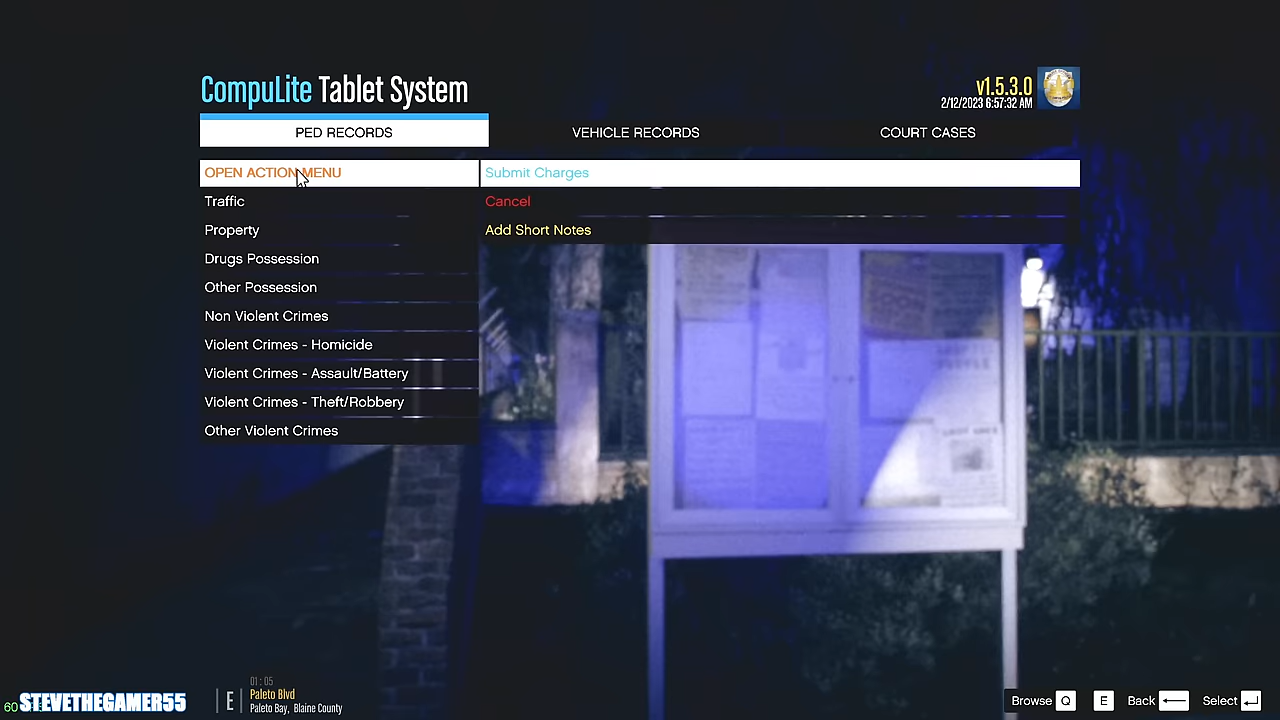 CompuLite Tablet System
v1.5.3.0
2/12/2023 6:57:32 AM
PED RECORDS
VEHICLE RECORDS
COURT CASES
OPEN ACTION MENU
Submit Charges
Traffic
Cancel
Property
Add Short Notes
Drugs Possession
Other Possession
Non Violent Crimes
Violent Crimes - Homicide
Violent Crimes - Assault/Battery
Violent Crimes - Theft/Robbery
Other Violent Crimes
01:05
E
Paleto Blvd
Paleto Bay, Blaine County
60
STEVETHEGAMER55
Browse Q E Back Select